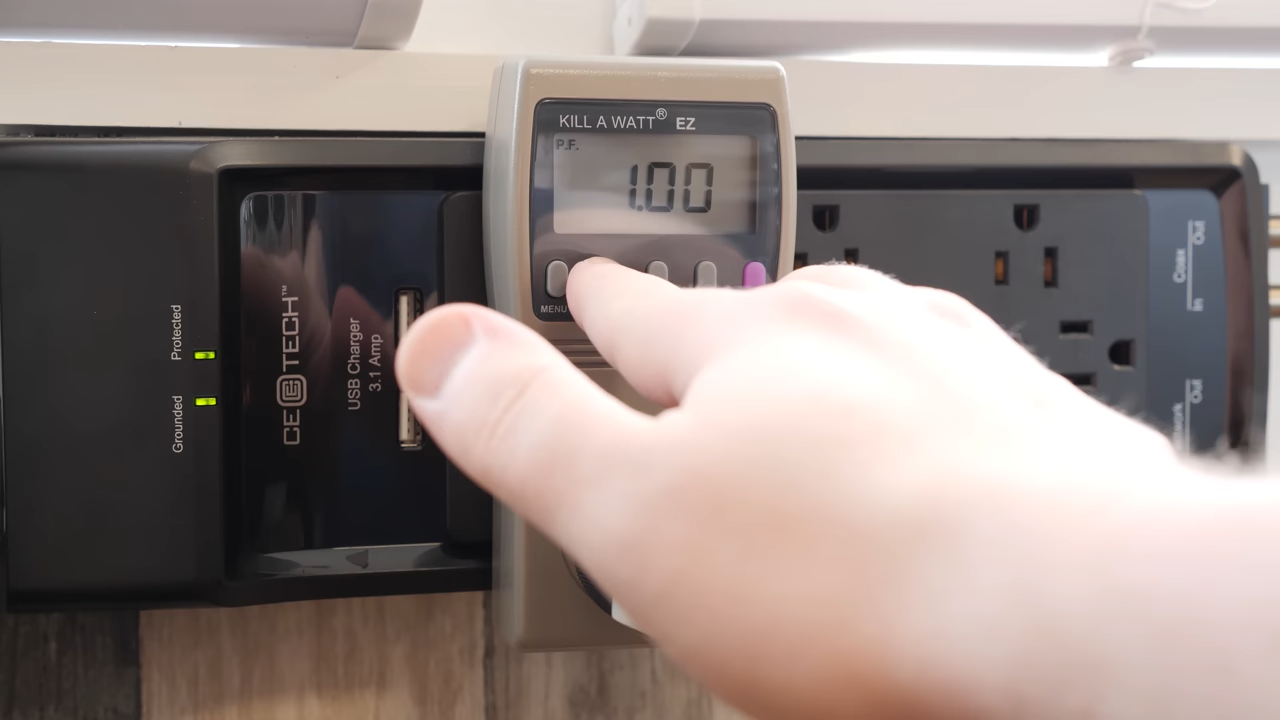 KILL A WATT® EZ
P.F.
1.00
MENU
Protected
Grounded
CE TECH™
USB Charger
3.1 Amp
Coax
In
Out
Out